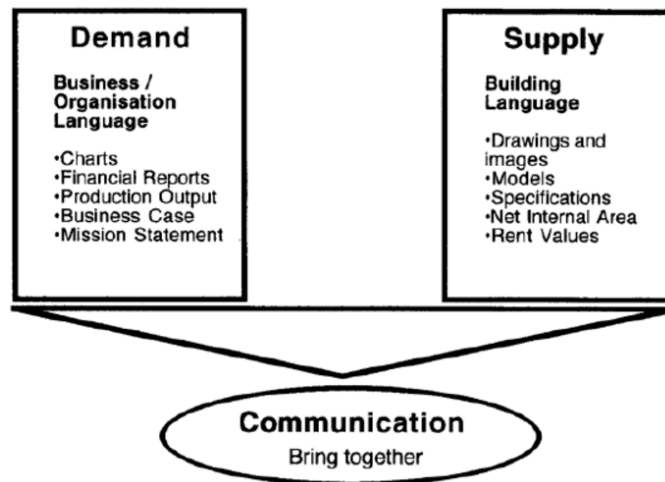 Demand
Business /
Organisation
Language
•Charts
•Financial Reports
•Production Output
•Business Case
•Mission Statement
Supply
Building
Language
•Drawings and
images
•Models
•Specifications
•Net Internal Area
•Rent Values
Communication
Bring together